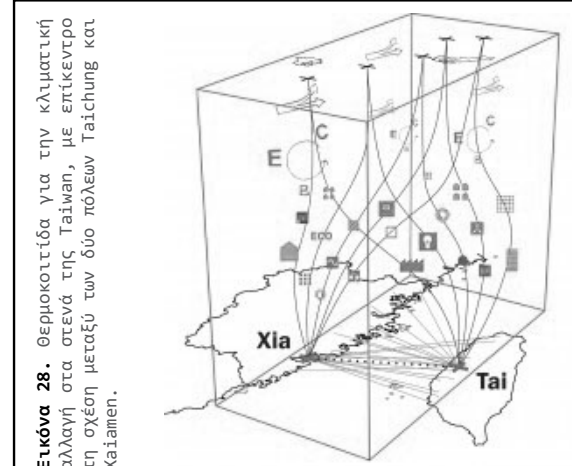 Εικόνα 28. Θερμοκοιτίδα για την κλιματική
αλλαγή στα στενά της Taiwan, με επίκεντρο
τη σχέση μεταξύ των δύο πόλεων Taichung και
Xaiamen.
C
E
E
C
E
P
ECO
Xia
Tai